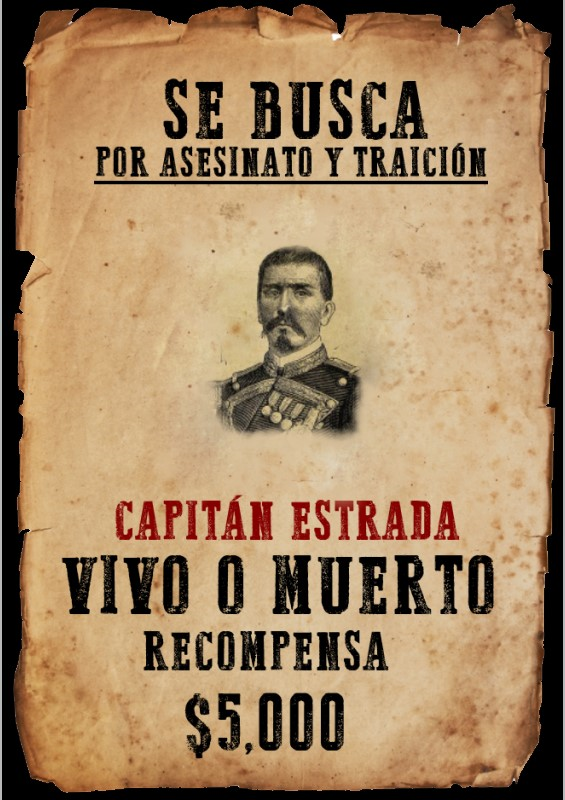 SE BUSCA
POR ASESINATO Y TRAICIÓN
CAPITÁN ESTRADA
VIVO O MUERTO
RECOMPENSA
$5,000